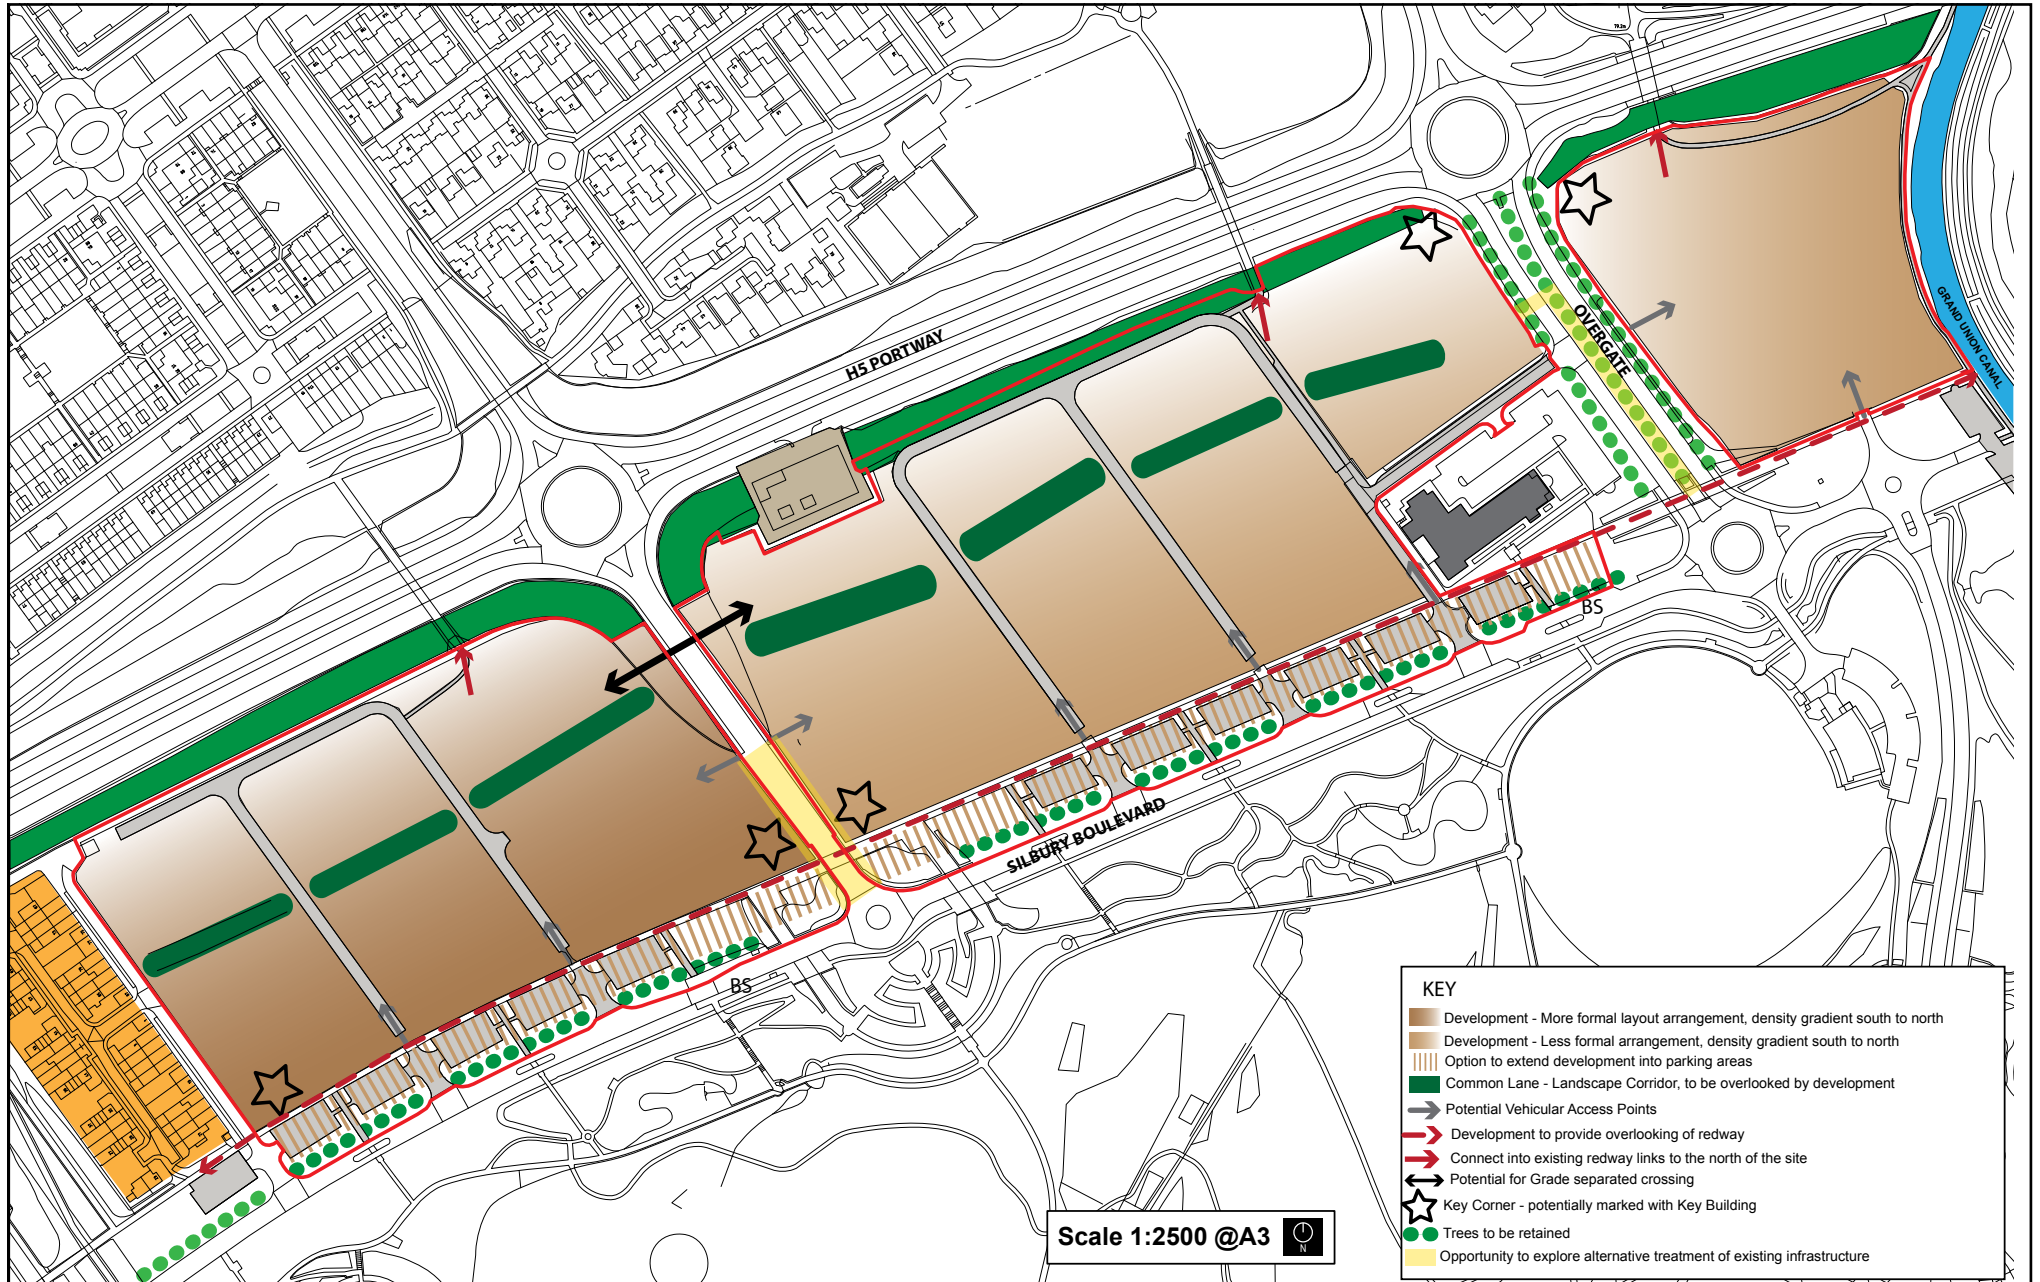 79.2m
H5 PORTWAY
OVERGATE
GRAND UNION CANAL
BS
SILBURY BOULEVARD
BS
KEY
Development - More formal layout arrangement, density gradient south to north
Development - Less formal arrangement, density gradient south to north
Option to extend development into parking areas
Common Lane - Landscape Corridor, to be overlooked by development
Potential Vehicular Access Points
Development to provide overlooking of redway
Connect into existing redway links to the north of the site
Potential for Grade separated crossing
Key Corner - potentially marked with Key Building
Trees to be retained
Opportunity to explore alternative treatment of existing infrastructure
Scale 1:2500 @A3
N